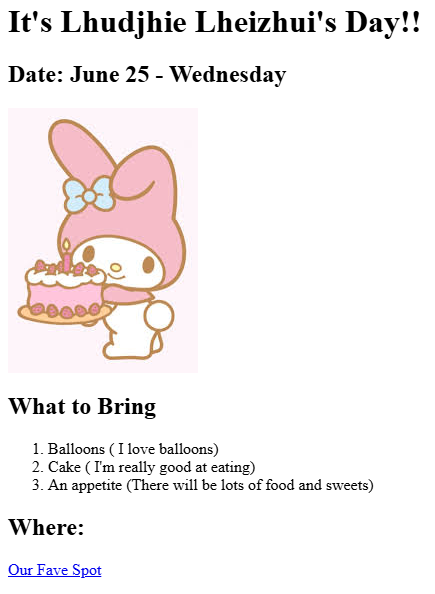 It's Lhudjhie Lheizhui's Day!!
Date: June 25 - Wednesday
What to Bring
1. Balloons ( I love balloons)
2. Cake ( I'm really good at eating)
3. An appetite (There will be lots of food and sweets)
Where:
Our Fave Spot